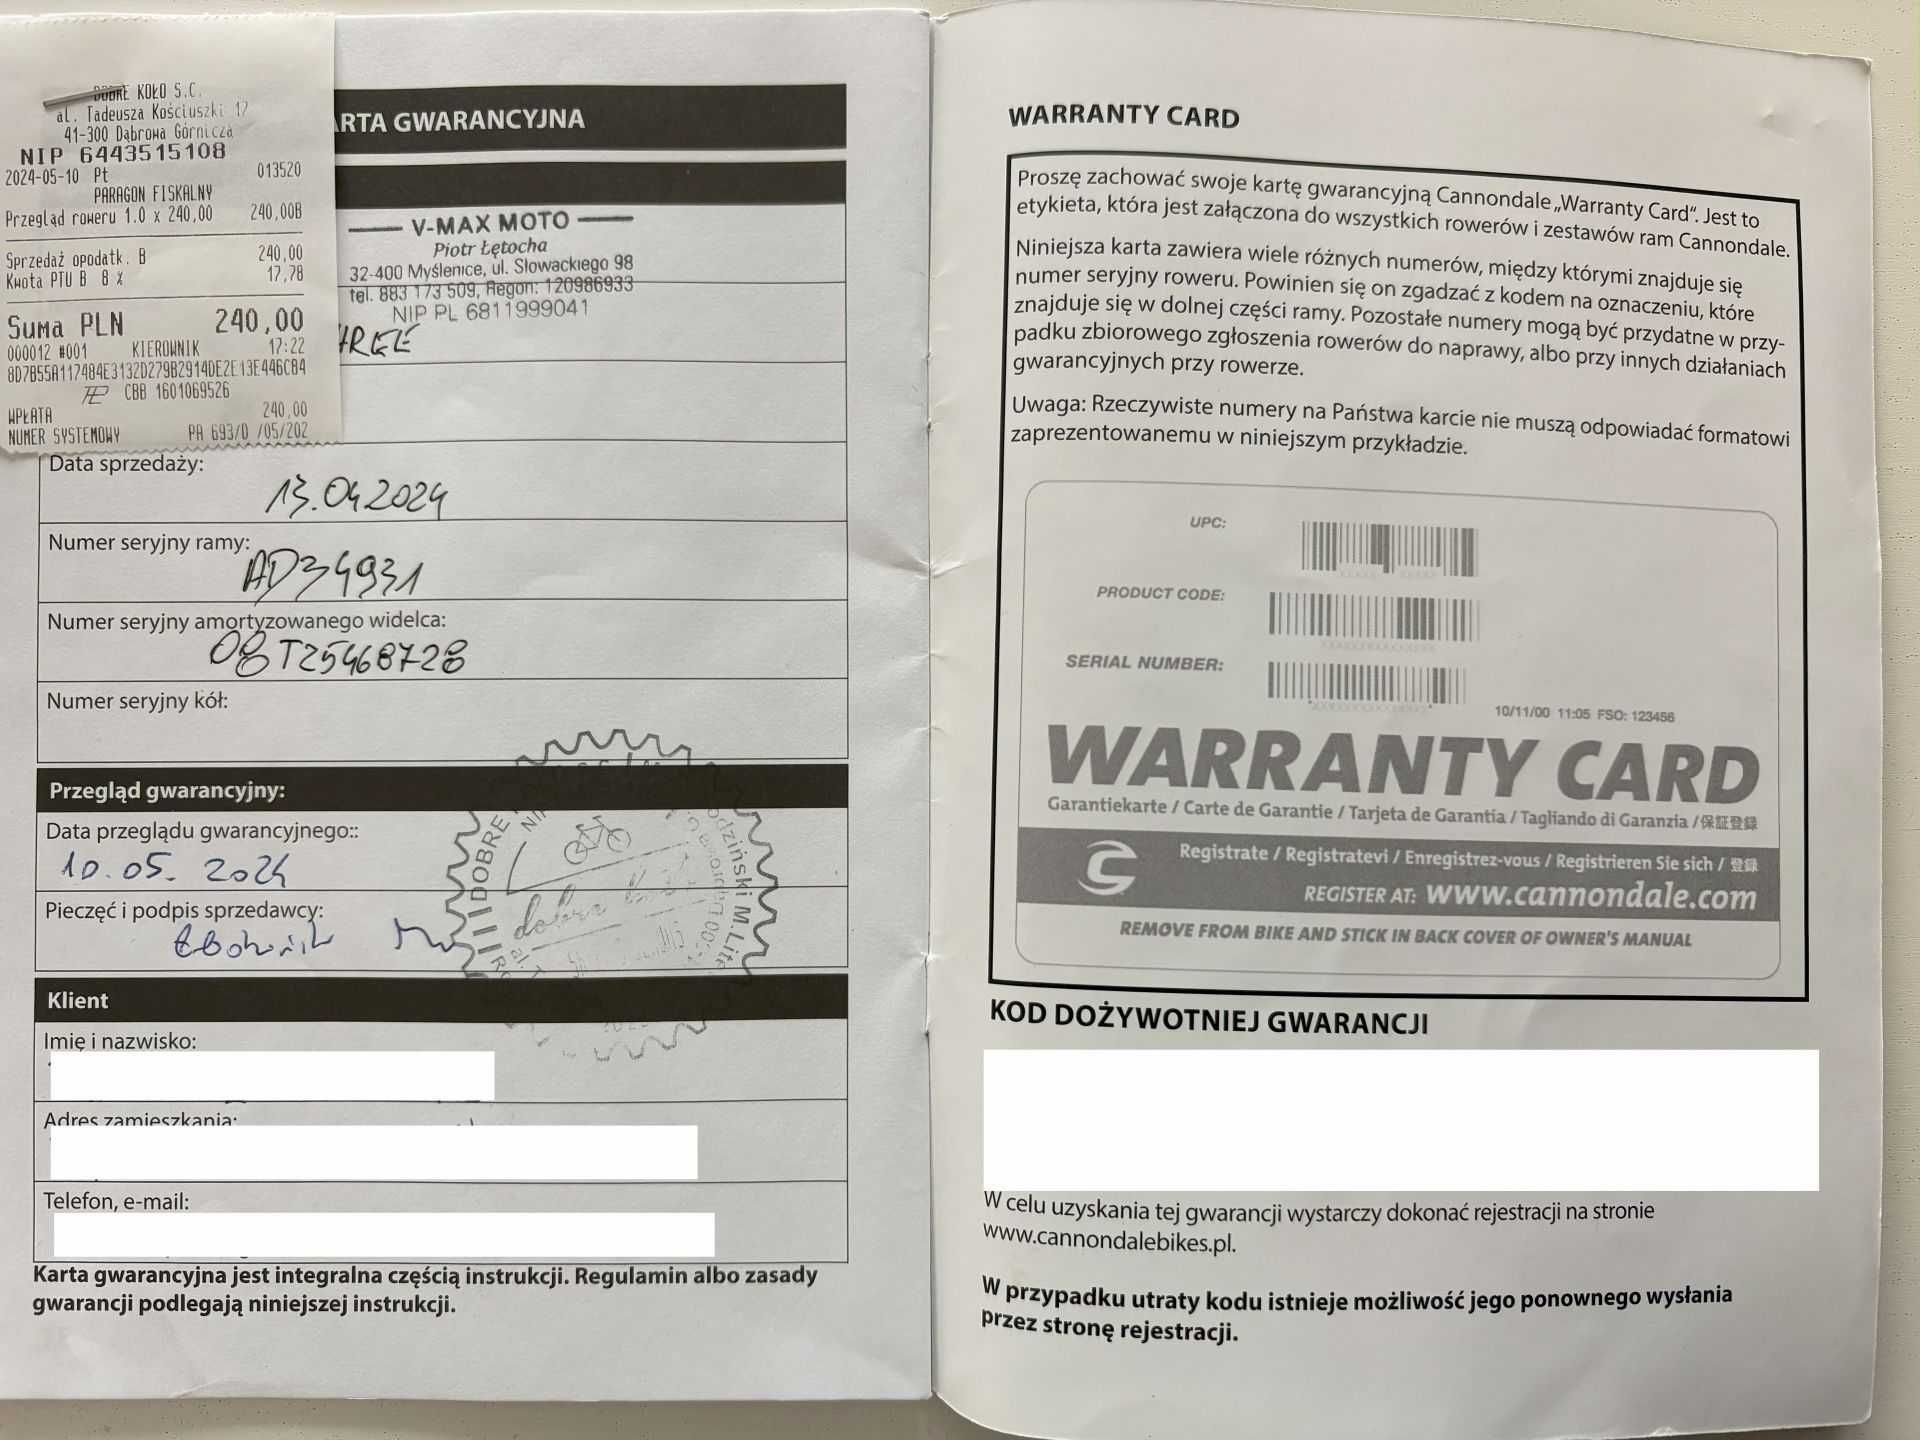 DOBRE KOŁO S.C.
al. Tadeusza Kościuszki 17
41-300 Dąbrowa Górnicza
NIP 6443515108
2024-05-10 Pt 013520
PARAGON FISKALNY
Przegląd roweru 1.0 x 240,00 240,00B
Sprzedaż opodatk. B 240,00
Kwota PTU B 8 % 17,78
Suma PLN 240,00
000012 #001 KIEROWNIK 17:22
8D7B55A117484E3132D279B2914DE2E13E446C84
CBB 1601069526
WPŁATA 240,00
NUMER SYSTEMOWY PA 693/D /05/202
RTA GWARANCYJNA
V-MAX MOTO
Piotr Łętocha
32-400 Myślenice, ul. Słowackiego 98
tel. 883 173 509, Regon: 120986933
NIP PL 6811999041
Data sprzedaży:
13.04.2024
Numer seryjny ramy:
AD34931
Numer seryjny amortyzowanego widelca:
08T25468728
Numer seryjny kół:
Przegląd gwarancyjny:
Data przeglądu gwarancyjnego::
10.05.2024
Pieczęć i podpis sprzedawcy:
DOBRE
dobre
Klient
Imię i nazwisko:
Adres zamieszkania:
Telefon, e-mail:
Karta gwarancyjna jest integralna częścią instrukcji. Regulamin albo zasady
gwarancji podlegają niniejszej instrukcji.
WARRANTY CARD
Proszę zachować swoje kartę gwarancyjną Cannondale „Warranty Card“. Jest to
etykieta, która jest załączona do wszystkich rowerów i zestawów ram Cannondale.
Niniejsza karta zawiera wiele różnych numerów, między którymi znajduje się
numer seryjny roweru. Powinien się on zgadzać z kodem na oznaczeniu, które
znajduje się w dolnej części ramy. Pozostałe numery mogą być przydatne w przy-
padku zbiorowego zgłoszenia rowerów do naprawy, albo przy innych działaniach
gwarancyjnych przy rowerze.
Uwaga: Rzeczywiste numery na Państwa karcie nie muszą odpowiadać formatowi
zaprezentowanemu w niniejszym przykładzie.
UPC:
PRODUCT CODE:
SERIAL NUMBER:
10/11/00 11:05 FSO: 123456
WARRANTY CARD
Garantiekarte / Carte de Garantie / Tarjeta de Garantía / Tagliando di Garanzia / 保証登録
Registrate / Registratevi / Enregistrez-vous / Registrieren Sie sich / 登録
REGISTER AT: www.cannondale.com
REMOVE FROM BIKE AND STICK IN BACK COVER OF OWNER'S MANUAL
KOD DOŻYWOTNIEJ GWARANCJI
W celu uzyskania tej gwarancji wystarczy dokonać rejestracji na stronie
www.cannondalebikes.pl.
W przypadku utraty kodu istnieje możliwość jego ponownego wysłania
przez stronę rejestracji.